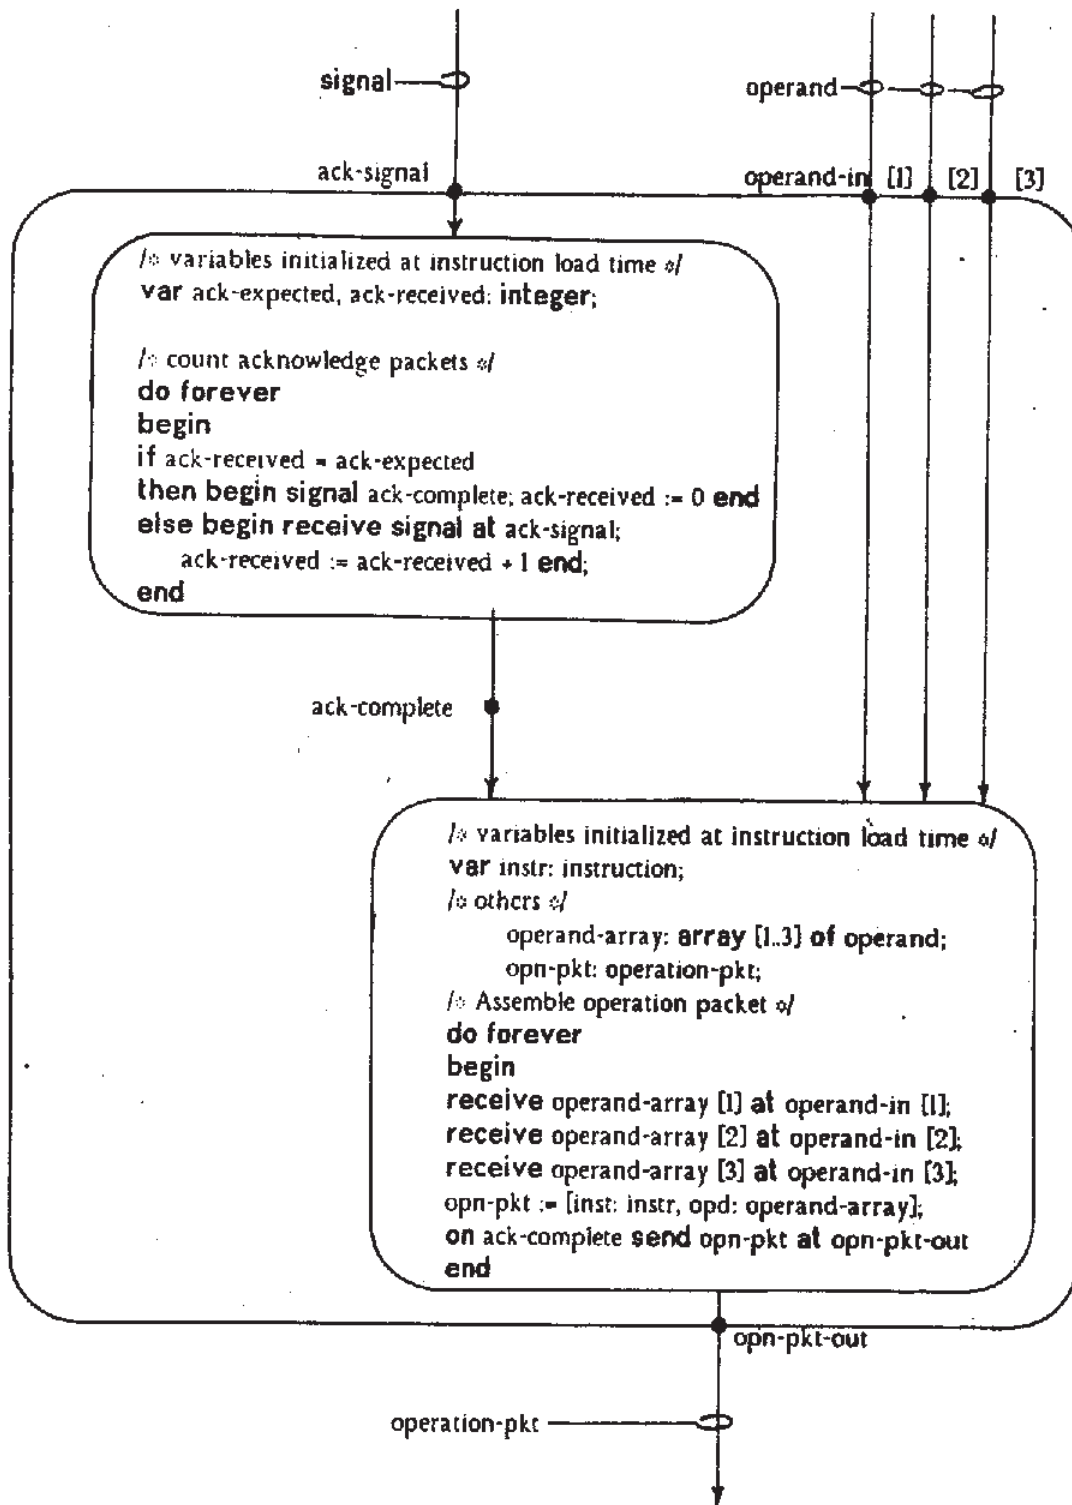 signal
operand
ack-signal
operand-in [1] [2] [3]
/* variables initialized at instruction load time */
var ack-expected, ack-received: integer;
/* count acknowledge packets */
do forever
begin
if ack-received = ack-expected
then begin signal ack-complete; ack-received := 0 end
else begin receive signal at ack-signal;
ack-received := ack-received + 1 end;
end
ack-complete
/* variables initialized at instruction load time */
var instr: instruction;
/* others */
operand-array: array [1..3] of operand;
opn-pkt: operation-pkt;
/* Assemble operation packet */
do forever
begin
receive operand-array [1] at operand-in [1];
receive operand-array [2] at operand-in [2];
receive operand-array [3] at operand-in [3];
opn-pkt := [inst: instr, opd: operand-array];
on ack-complete send opn-pkt at opn-pkt-out
end
opn-pkt-out
operation-pkt